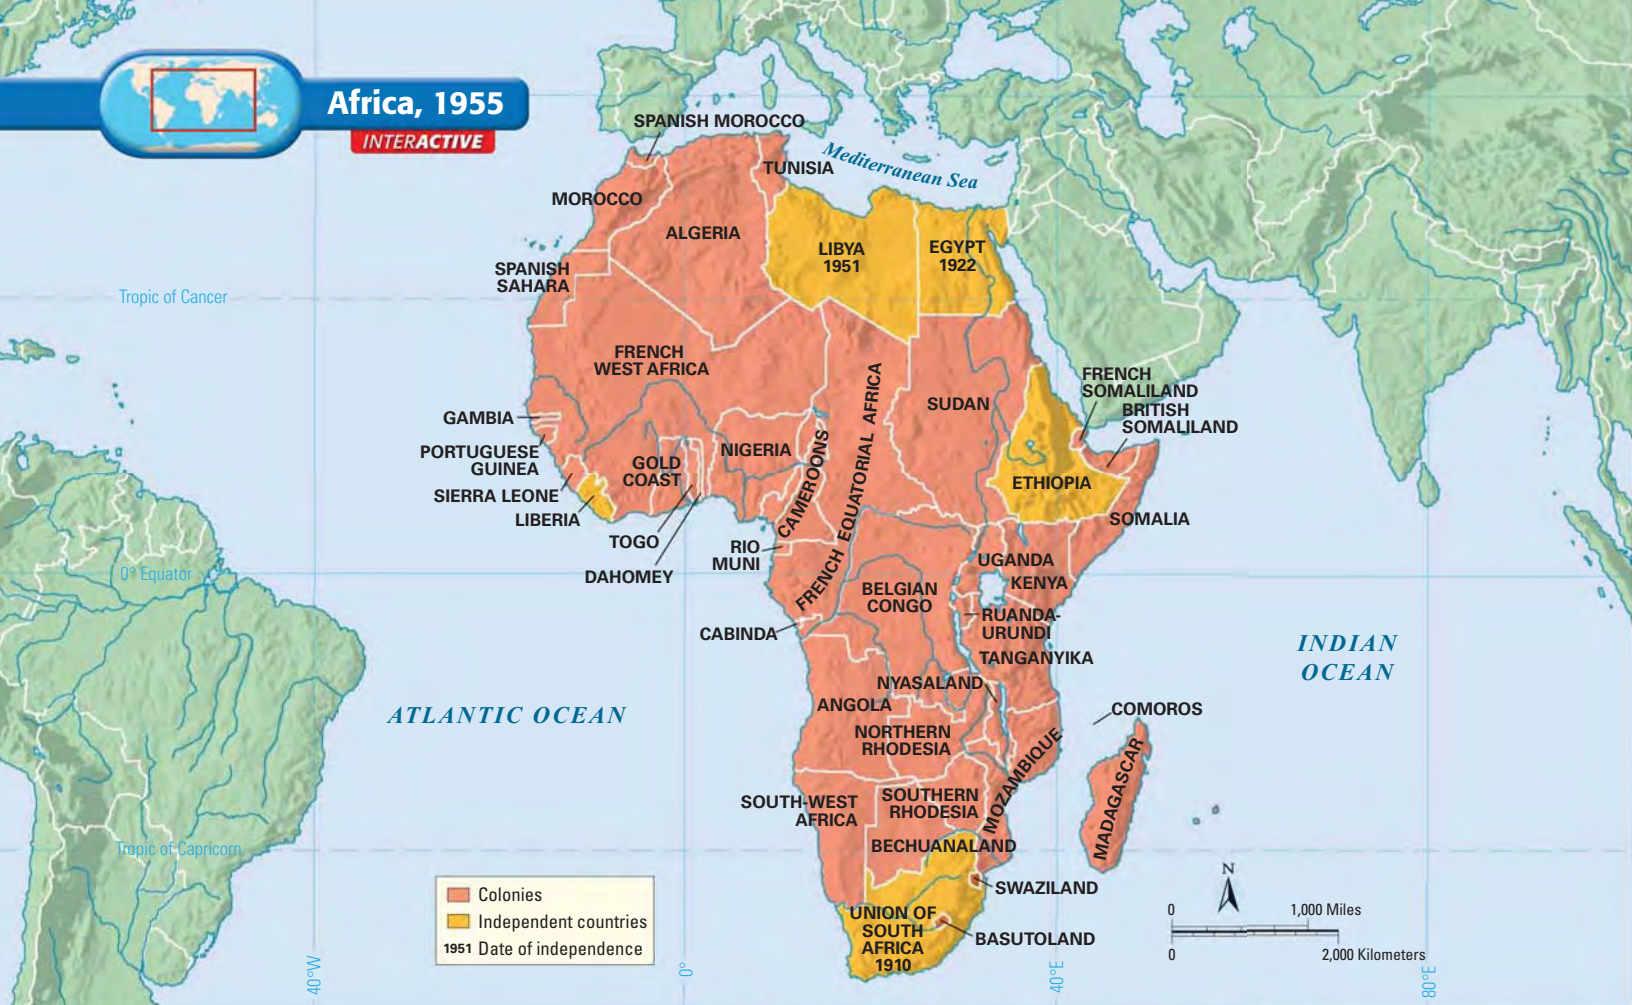 Africa, 1955
INTERACTIVE
SPANISH MOROCCO
Mediterranean Sea
TUNISIA
MOROCCO
ALGERIA
LIBYA
1951
EGYPT
1922
SPANISH
SAHARA
Tropic of Cancer
FRENCH
WEST AFRICA
FRENCH
SOMALILAND
BRITISH
SOMALILAND
SUDAN
GAMBIA
PORTUGUESE
GUINEA
SIERRA LEONE
LIBERIA
GOLD
COAST
NIGERIA
CAMEROONS
FRENCH EQUATORIAL AFRICA
ETHIOPIA
SOMALIA
TOGO
DAHOMEY
RIO
MUNI
UGANDA
KENYA
0° Equator
BELGIAN
CONGO
RUANDA-
URUNDI
CABINDA
TANGANYIKA
INDIAN
OCEAN
NYASALAND
ANGOLA
ATLANTIC OCEAN
COMOROS
NORTHERN
RHODESIA
MOZAMBIQUE
MADAGASCAR
SOUTH-WEST
AFRICA
SOUTHERN
RHODESIA
Tropic of Capricorn
BECHUANALAND
SWAZILAND
UNION OF
SOUTH
AFRICA
1910
BASUTOLAND
Colonies
Independent countries
1951 Date of independence
N
0 1,000 Miles
0 2,000 Kilometers
40°W
0°
40°E
80°E